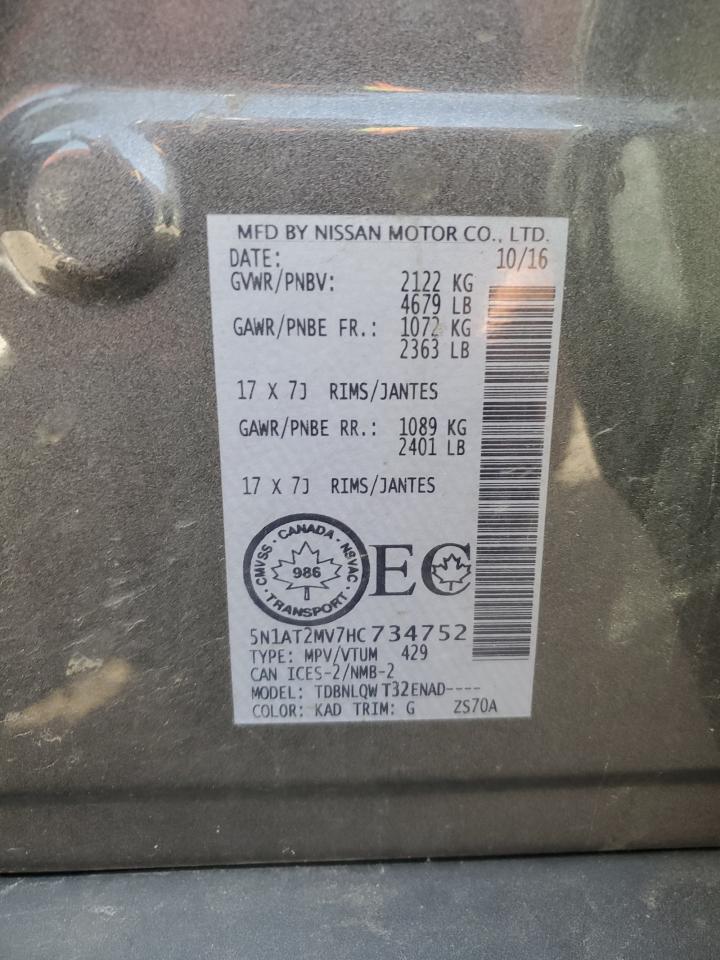 MFD BY NISSAN MOTOR CO., LTD.
DATE: 10/16
GVWR/PNBV: 2122 KG
4679 LB
GAWR/PNBE FR.: 1072 KG
2363 LB
17 X 7J RIMS/JANTES
GAWR/PNBE RR.: 1089 KG
2401 LB
17 X 7J RIMS/JANTES
CMVSS · CANADA · NSVAC · TRANSPORT ·
986
EC
5N1AT2MV7HC734752
TYPE: MPV/VTUM 429
CAN ICES-2/NMB-2
MODEL: TDBNLQW T32ENAD----
COLOR: KAD TRIM: G ZS70A